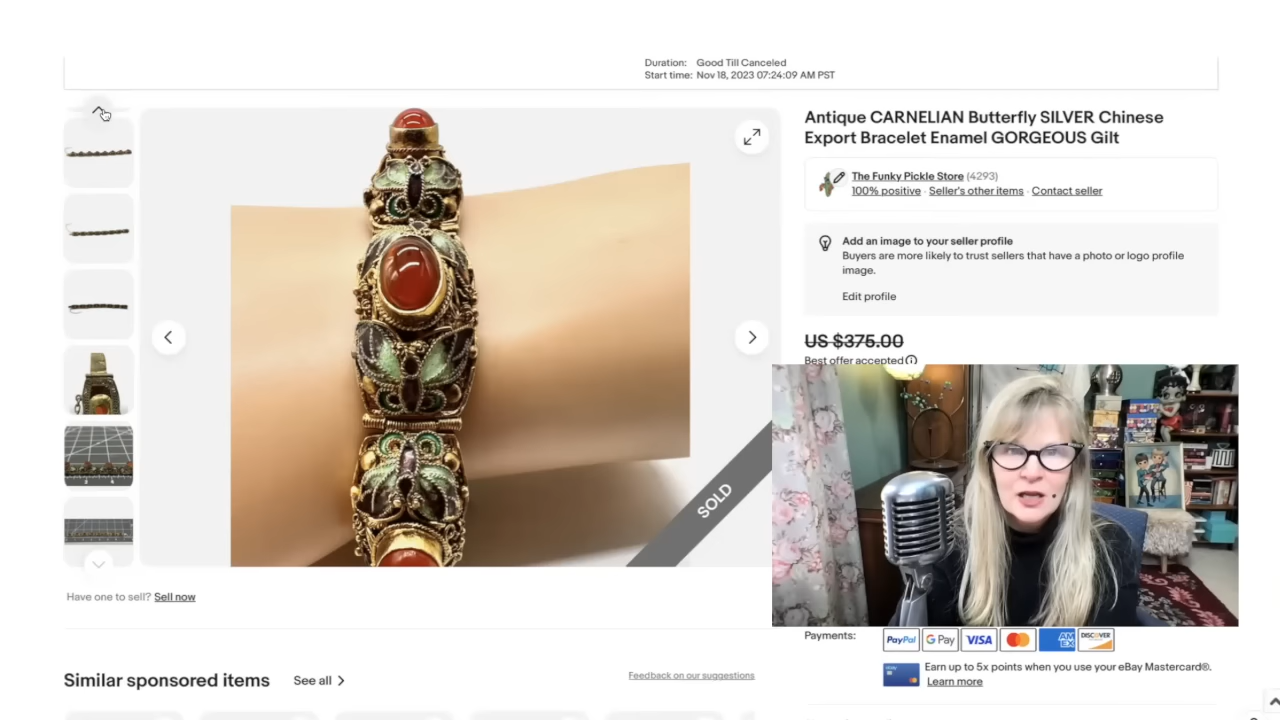 Duration: Good Till Canceled
Start time: Nov 18, 2023 07:24:09 AM PST
Antique CARNELIAN Butterfly SILVER Chinese
Export Bracelet Enamel GORGEOUS Gilt
The Funky Pickle Store (4293)
100% positive · Seller's other items · Contact seller
Add an image to your seller profile
Buyers are more likely to trust sellers that have a photo or logo profile
image.
Edit profile
US $375.00
Best offer accepted
SOLD
Have one to sell? Sell now
Payments:
PayPal G Pay VISA AM EX DISCOVER
Earn up to 5x points when you use your eBay Mastercard®.
Learn more
Similar sponsored items See all
Feedback on our suggestions